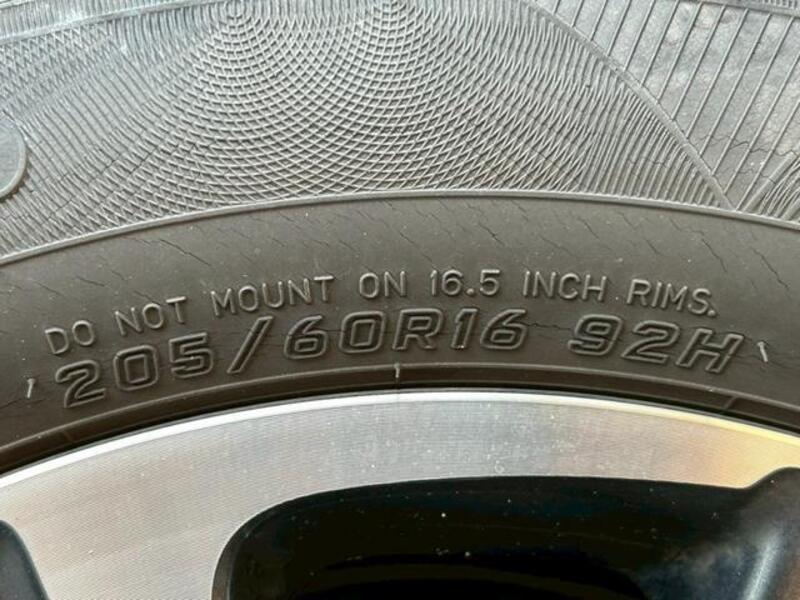 DO NOT MOUNT ON 16.5 INCH RIMS.
205/60R16 92H